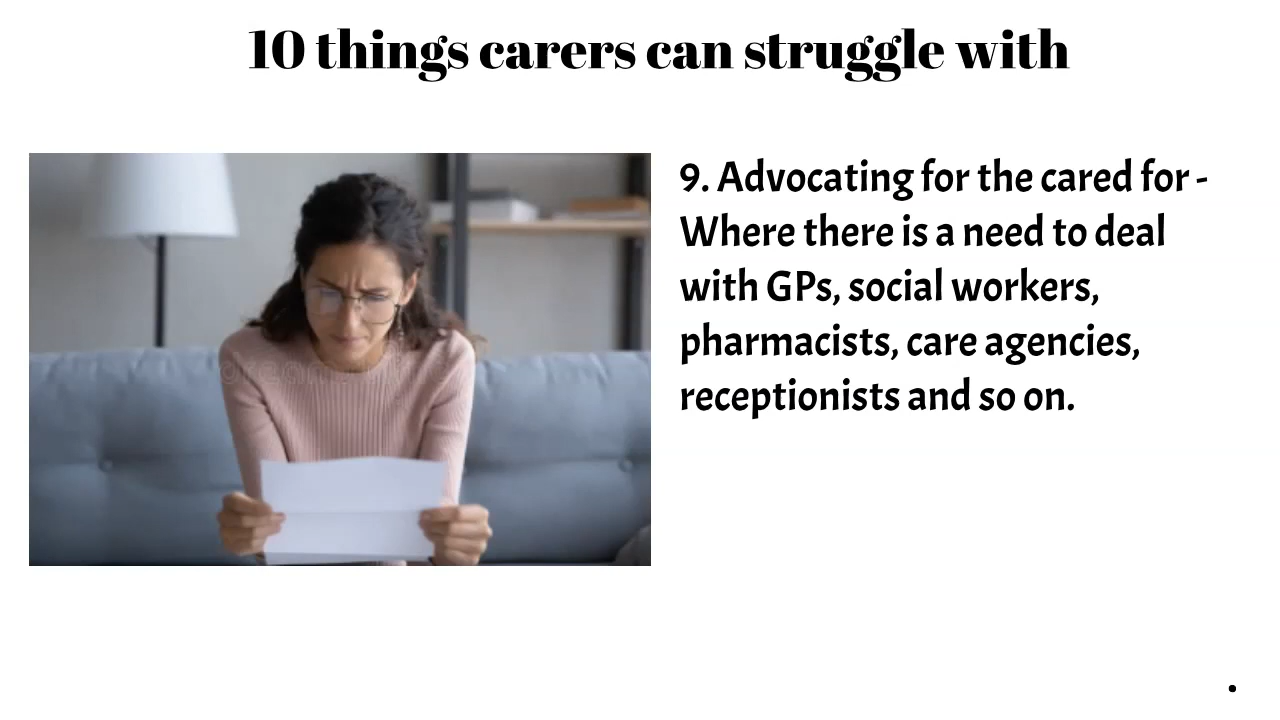 10 things carers can struggle with
9. Advocating for the cared for -
Where there is a need to deal
with GPs, social workers,
pharmacists, care agencies,
receptionists and so on.
.